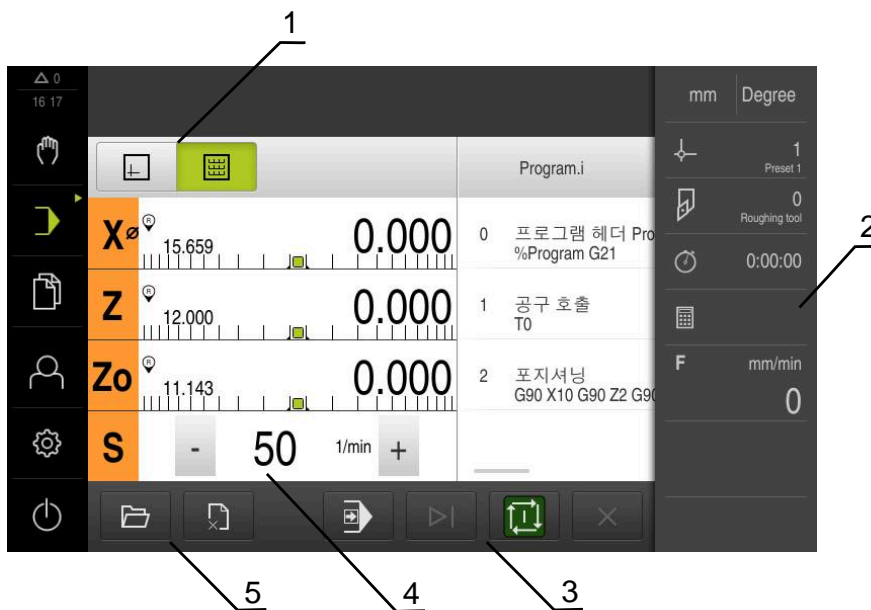 1
△ 0
16 17
mm Degree
Program.i
1
Preset 1
X⌀ R 15.659 0.000
0 프로그램 헤더 Pro
%Program G21
0
Roughing tool
2
0:00:00
Z R 12.000 0.000
1 공구 호출
T0
Zo R 11.143 0.000
2 포지셔닝
G90 X10 G90 Z2 G90
F mm/min
0
S - 50 1/min +
5
4
3